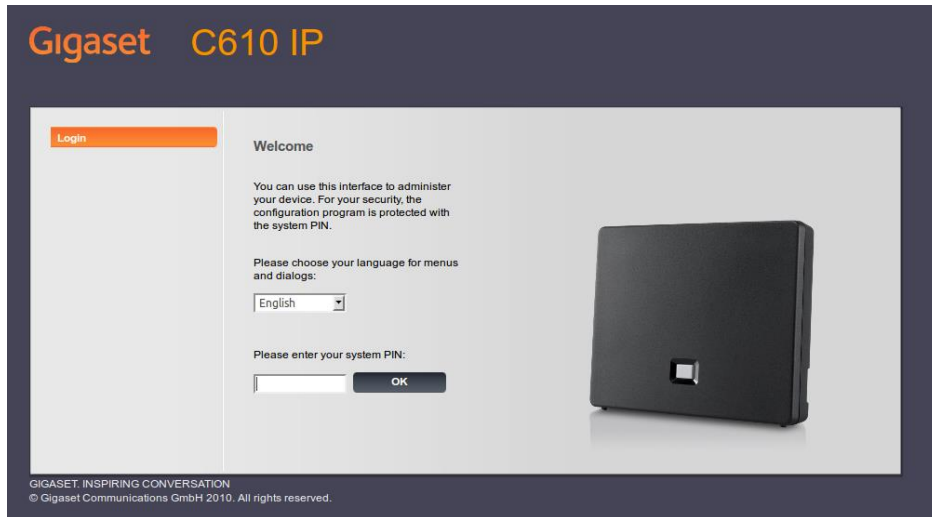 Gigaset C610 IP
Login
Welcome
You can use this interface to administer
your device. For your security, the
configuration program is protected with
the system PIN.
Please choose your language for menus
and dialogs:
English
Please enter your system PIN:
OK
GIGASET. INSPIRING CONVERSATION
© Gigaset Communications GmbH 2010. All rights reserved.